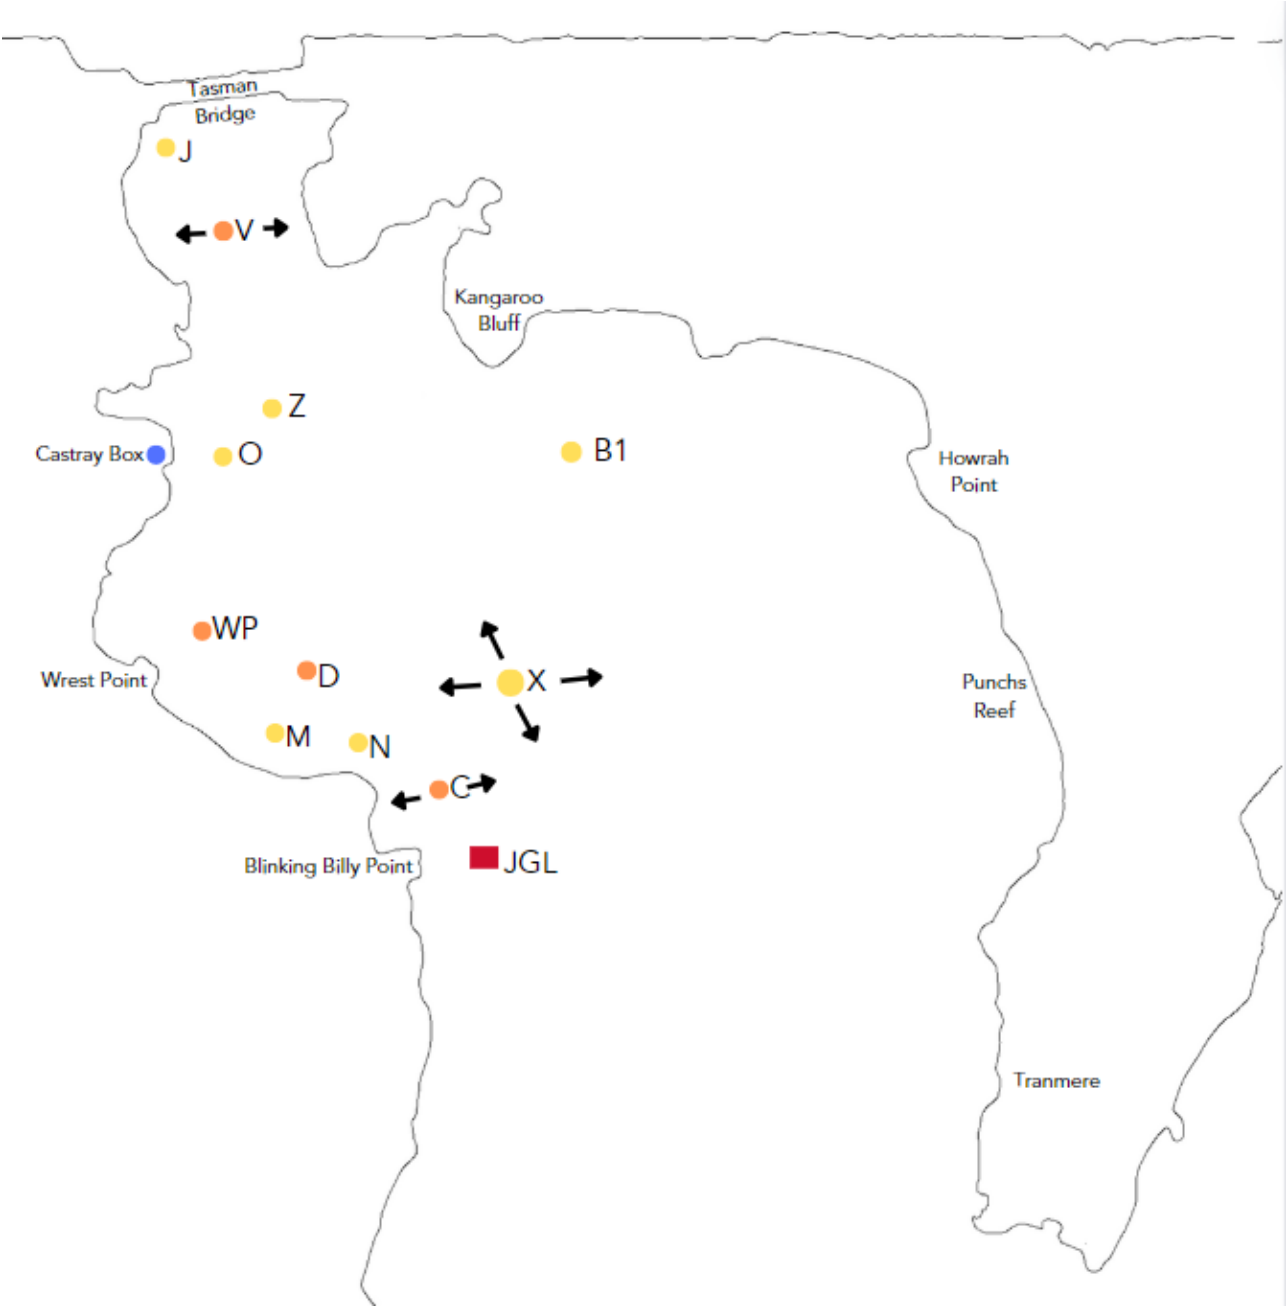 Tasman
Bridge
J
V
Kangaroo
Bluff
Z
Castray Box
O
B1
Howrah
Point
WP
D
X
Wrest Point
Punchs
Reef
M
N
C
Blinking Billy Point
JGL
Tranmere